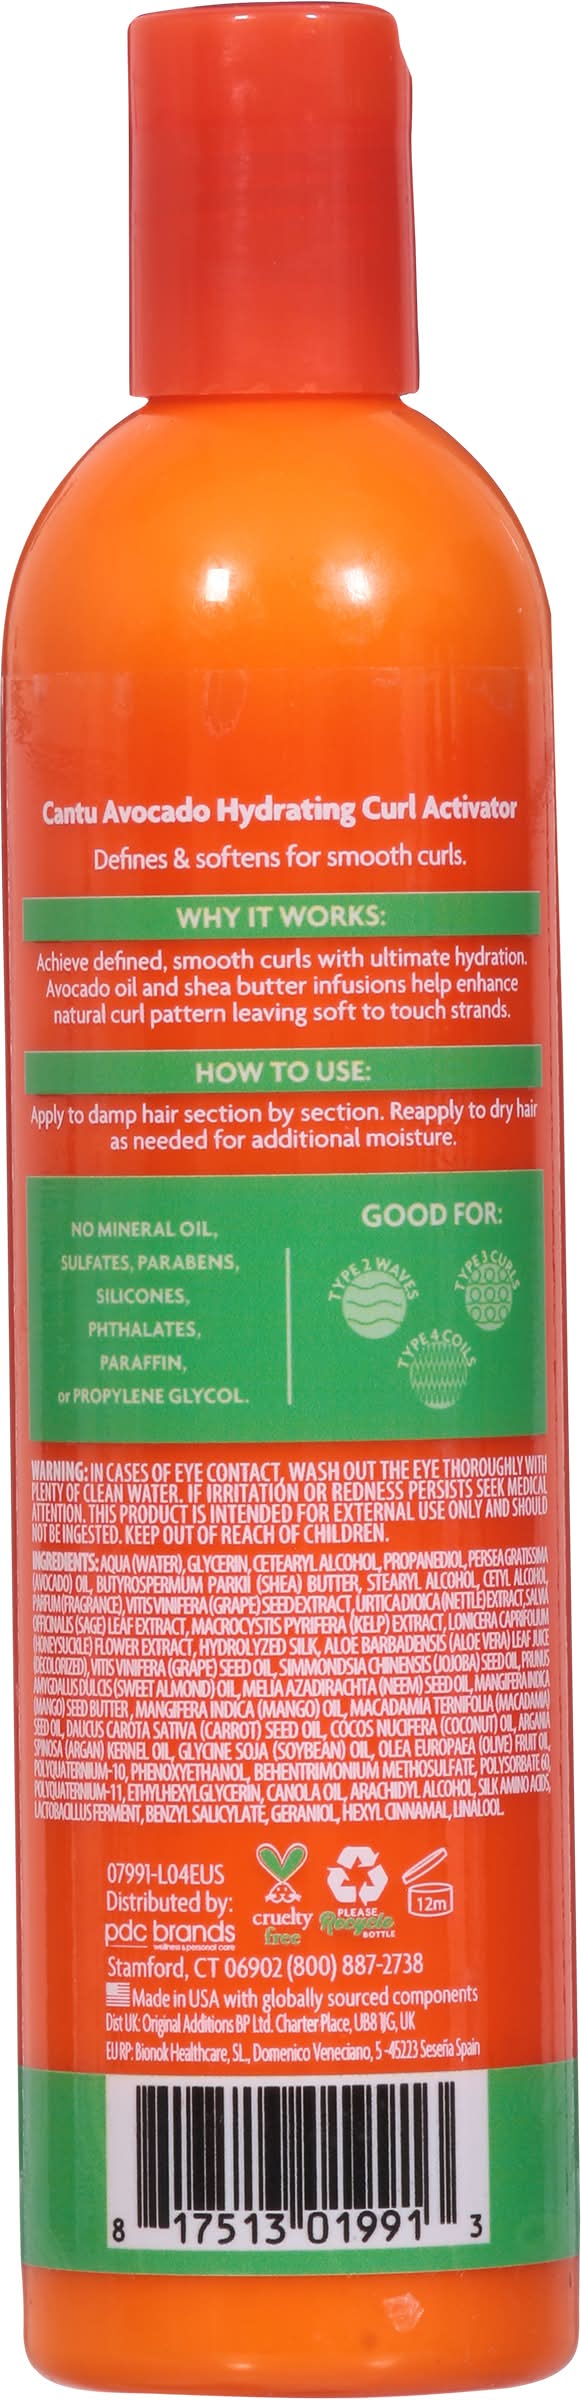 Cantu Avocado Hydrating Curl Activator
Defines & softens for smooth curls.
WHY IT WORKS:
Achieve defined, smooth curls with ultimate hydration.
Avocado oil and shea butter infusions help enhance
natural curl pattern leaving soft to touch strands.
HOW TO USE:
Apply to damp hair section by section. Reapply to dry hair
as needed for additional moisture.
NO MINERAL OIL,
SULFATES, PARABENS,
SILICONES,
PHTHALATES,
PARAFFIN,
or PROPYLENE GLYCOL.
GOOD FOR:
TYPE 2 WAVES
TYPE 3 CURLS
TYPE 4 COILS
WARNING: IN CASES OF EYE CONTACT, WASH OUT THE EYE THOROUGHLY WITH
PLENTY OF CLEAN WATER. IF IRRITATION OR REDNESS PERSISTS SEEK MEDICAL
ATTENTION. THIS PRODUCT IS INTENDED FOR EXTERNAL USE ONLY AND SHOULD
NOT BE INGESTED. KEEP OUT OF REACH OF CHILDREN.
INGREDIENTS: AQUA (WATER), GLYCERIN, CETEARYL ALCOHOL, PROPANEDIOL, PERSEA GRATISSIMA
(AVOCADO) OIL, BUTYROSPERMUM PARKII (SHEA) BUTTER, STEARYL ALCOHOL, CETYL ALCOHOL,
PARFUM (FRAGRANCE), VITIS VINIFERA (GRAPE) SEED EXTRACT, URTICA DIOICA (NETTLE) EXTRACT, SALVIA
OFFICINALIS (SAGE) LEAF EXTRACT, MACROCYSTIS PYRIFERA (KELP) EXTRACT, LONICERA CAPRIFOLIUM
(HONEYSUCKLE) FLOWER EXTRACT, HYDROLYZED SILK, ALOE BARBADENSIS (ALOE VERA) LEAF JUICE
(DECOLORIZED), VITIS VINIFERA (GRAPE) SEED OIL, SIMMONDSIA CHINENSIS (JOJOBA) SEED OIL, PRUNUS
AMYGDALUS DULCIS (SWEET ALMOND) OIL, MELIA AZADIRACHTA (NEEM) SEED OIL, MANGIFERA INDICA
(MANGO) SEED BUTTER, MANGIFERA INDICA (MANGO) OIL, MACADAMIA TERNIFOLIA (MACADAMIA)
SEED OIL, DAUCUS CAROTA SATIVA (CARROT) SEED OIL, COCOS NUCIFERA (COCONUT) OIL, ARGANIA
SPINOSA (ARGAN) KERNEL OIL, GLYCINE SOJA (SOYBEAN) OIL, OLEA EUROPAEA (OLIVE) FRUIT OIL,
POLYQUATERNIUM-10, PHENOXYETHANOL, BEHENTRIMONIUM METHOSULFATE, POLYSORBATE 60,
POLYQUATERNIUM-11, ETHYLHEXYLGLYCERIN, CANOLA OIL, ARACHIDYL ALCOHOL, SILK AMINO ACIDS,
LACTOBACILLUS FERMENT, BENZYL SALICYLATE, GERANIOL, HEXYL CINNAMAL, LINALOOL.
07991-L04EUS
Distributed by:
pdc brands
wellness & personal care
cruelty
free
PLEASE
Recycle
BOTTLE
12m
Stamford, CT 06902 (800) 887-2738
Made in USA with globally sourced components
Dist UK: Original Additions BP Ltd. Charter Place, UB8 1JG, UK
EU RP: Bionok Healthcare, SL., Domenico Veneciano, 5 -45223 Seseña Spain
8 17513 01991 3